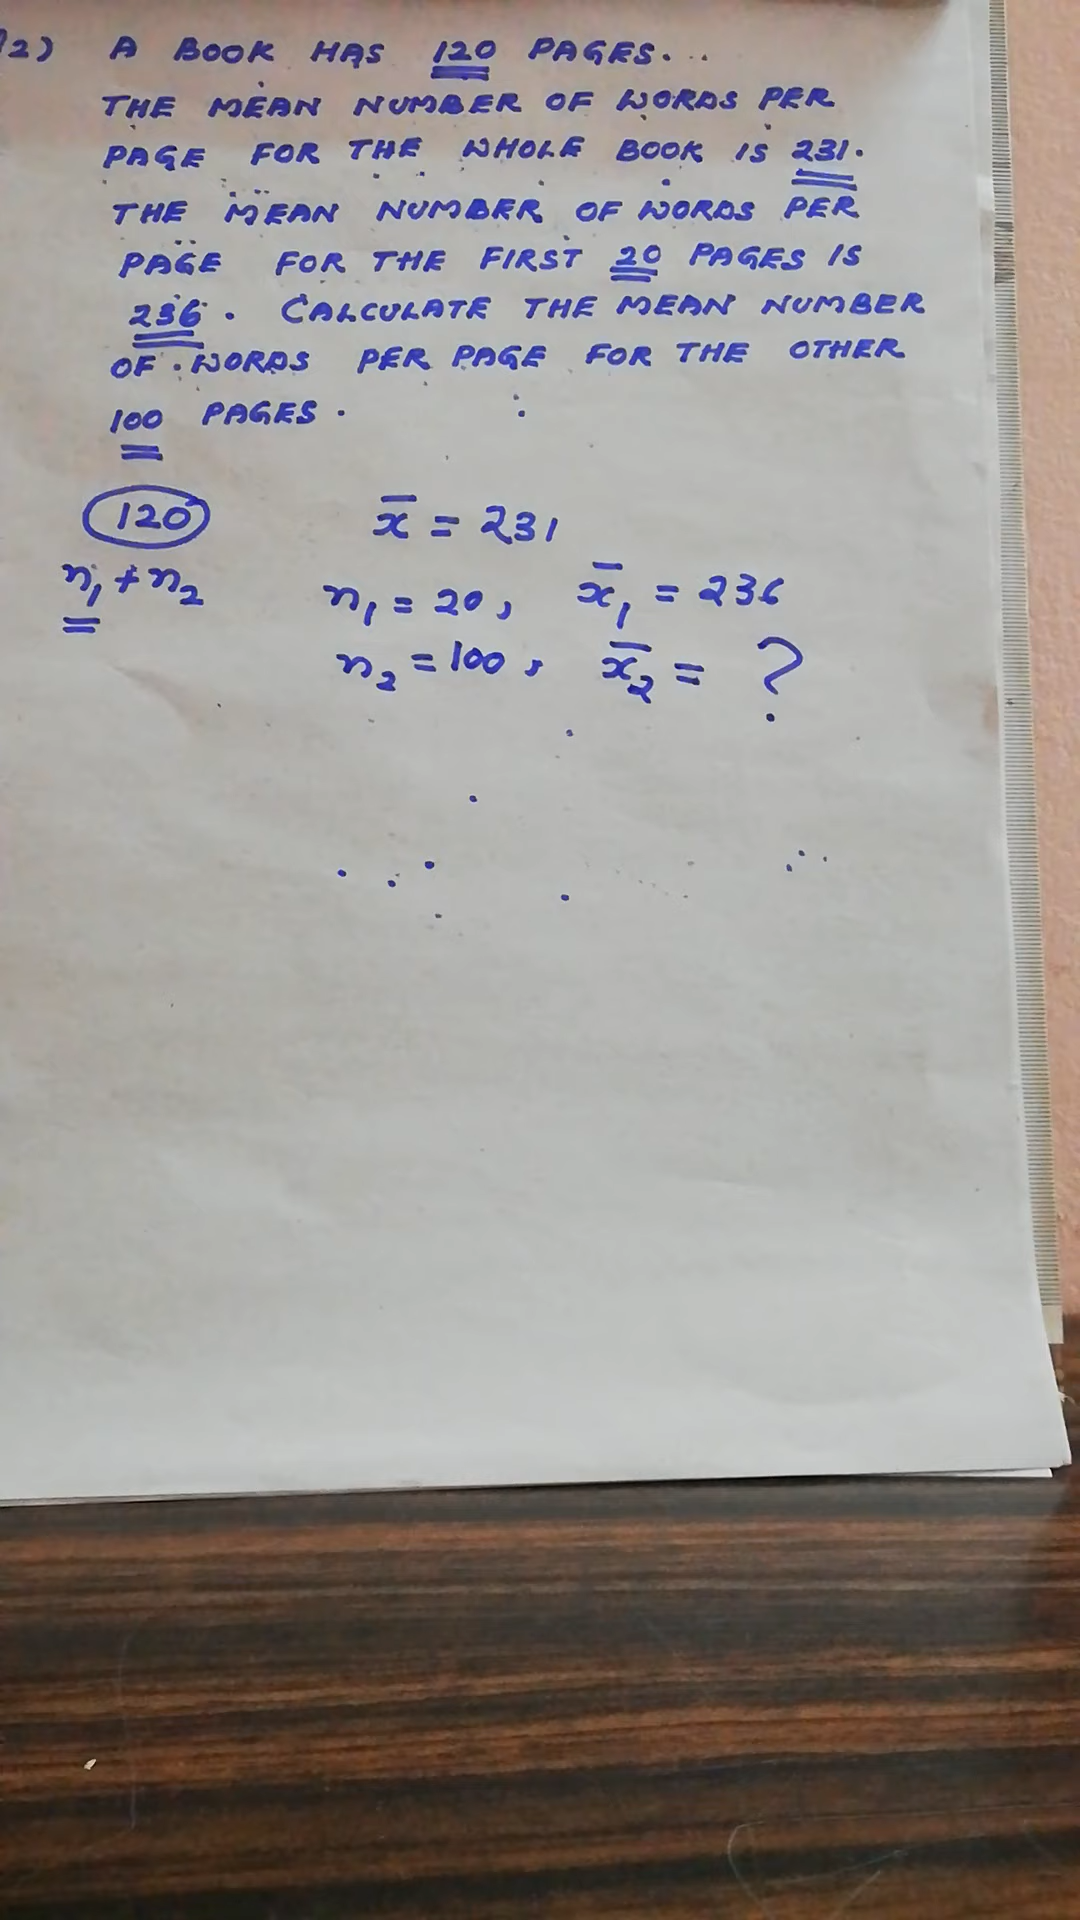 12) A BOOK HAS 120 PAGES.
THE MEAN NUMBER OF WORDS PER
PAGE FOR THE WHOLE BOOK IS 231.
THE MEAN NUMBER OF WORDS PER
PAGE FOR THE FIRST 20 PAGES IS
236. CALCULATE THE MEAN NUMBER
OF WORDS PER PAGE FOR THE OTHER
100 PAGES.
120 x̄ = 231
n₁ + n₂ n₁ = 20, x̄₁ = 236
n₂ = 100, x̄₂ = ?